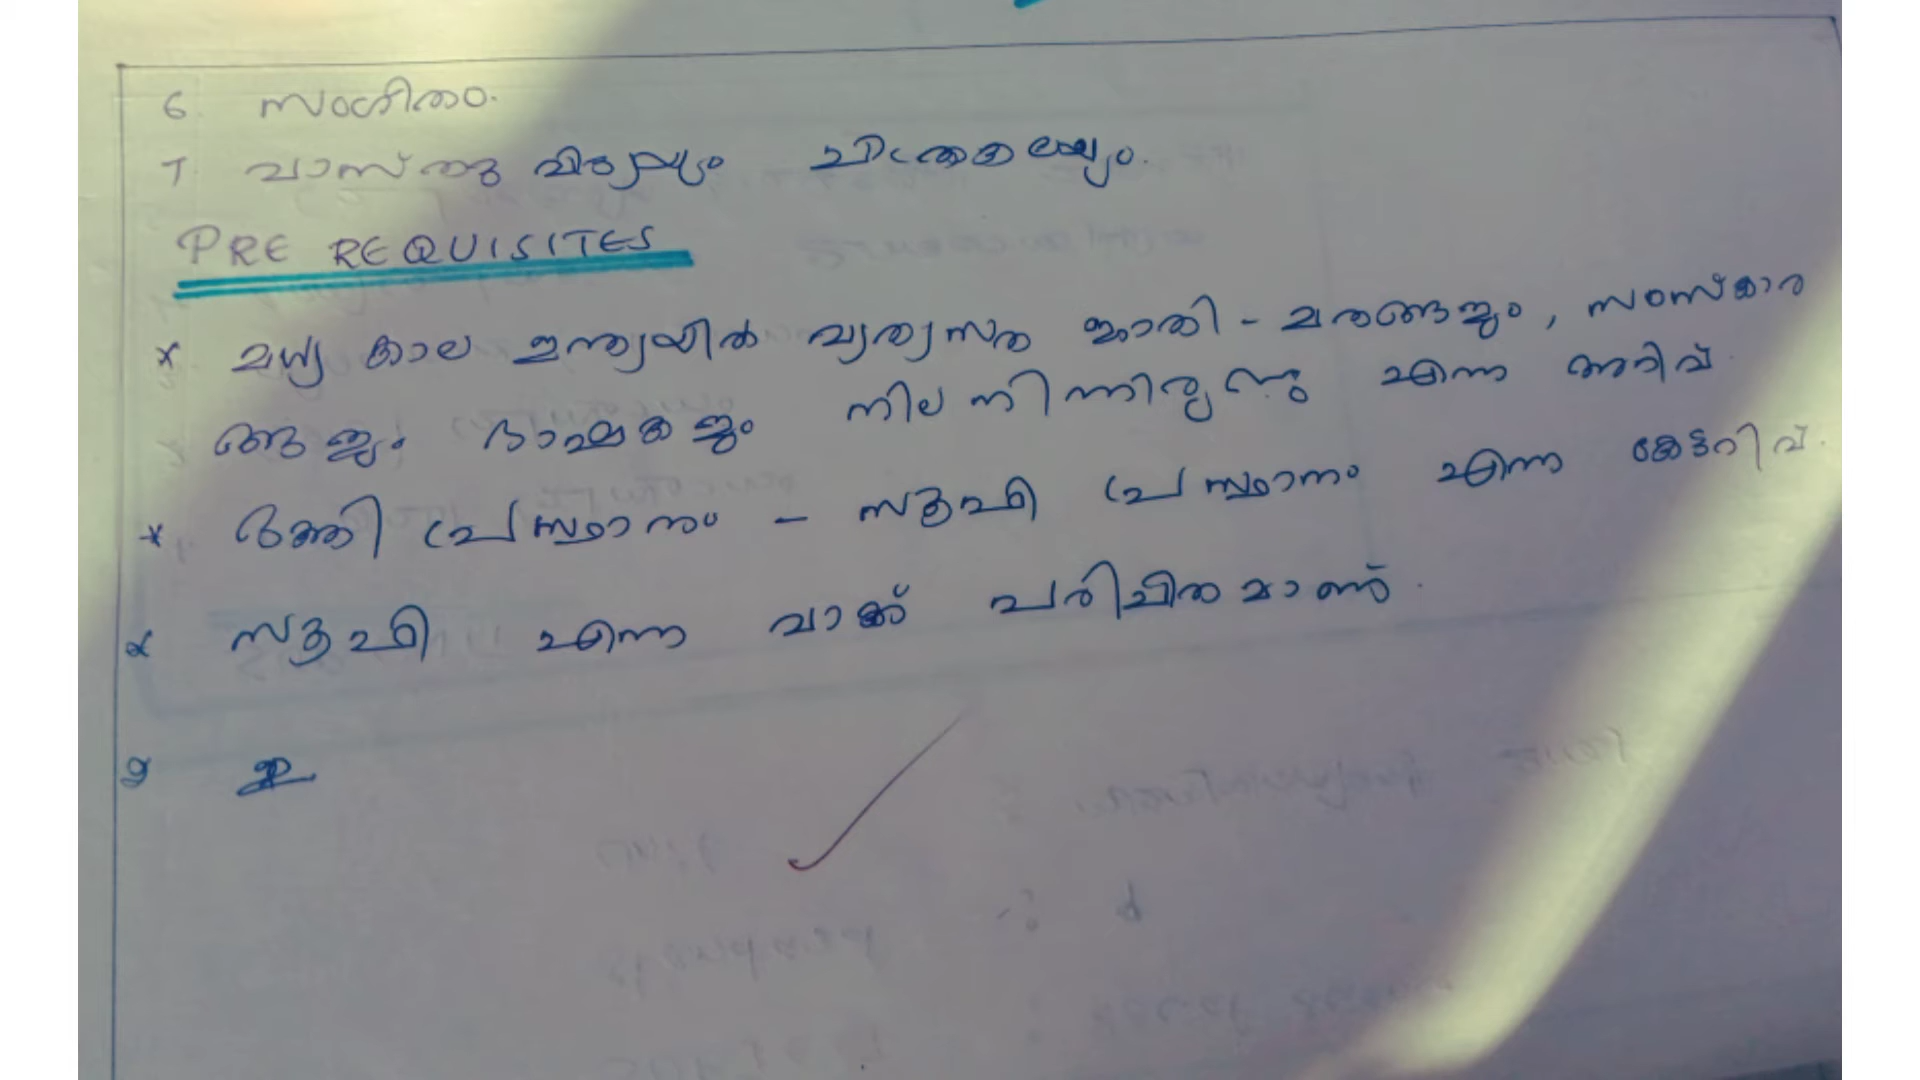 6. സംഗീതം.
7 വാസ്തു വിദ്യയും ചിത്രകലയും.
PRE REQUISITES
* മധ്യ കാല ഇന്ത്യയിൽ വ്യത്യസ്ത ജാതി - മതങ്ങളും, സംസ്കാര
ങ്ങളും ഭാഷകളും നില നിന്നിരുന്നു എന്ന അറിവ്.
* ഭക്തി പ്രസ്ഥാനം - സൂഫി പ്രസ്ഥാനം എന്ന കേട്ടറിവ്.
* സൂഫി എന്ന വാക്ക് പരിചിതമാണ്.